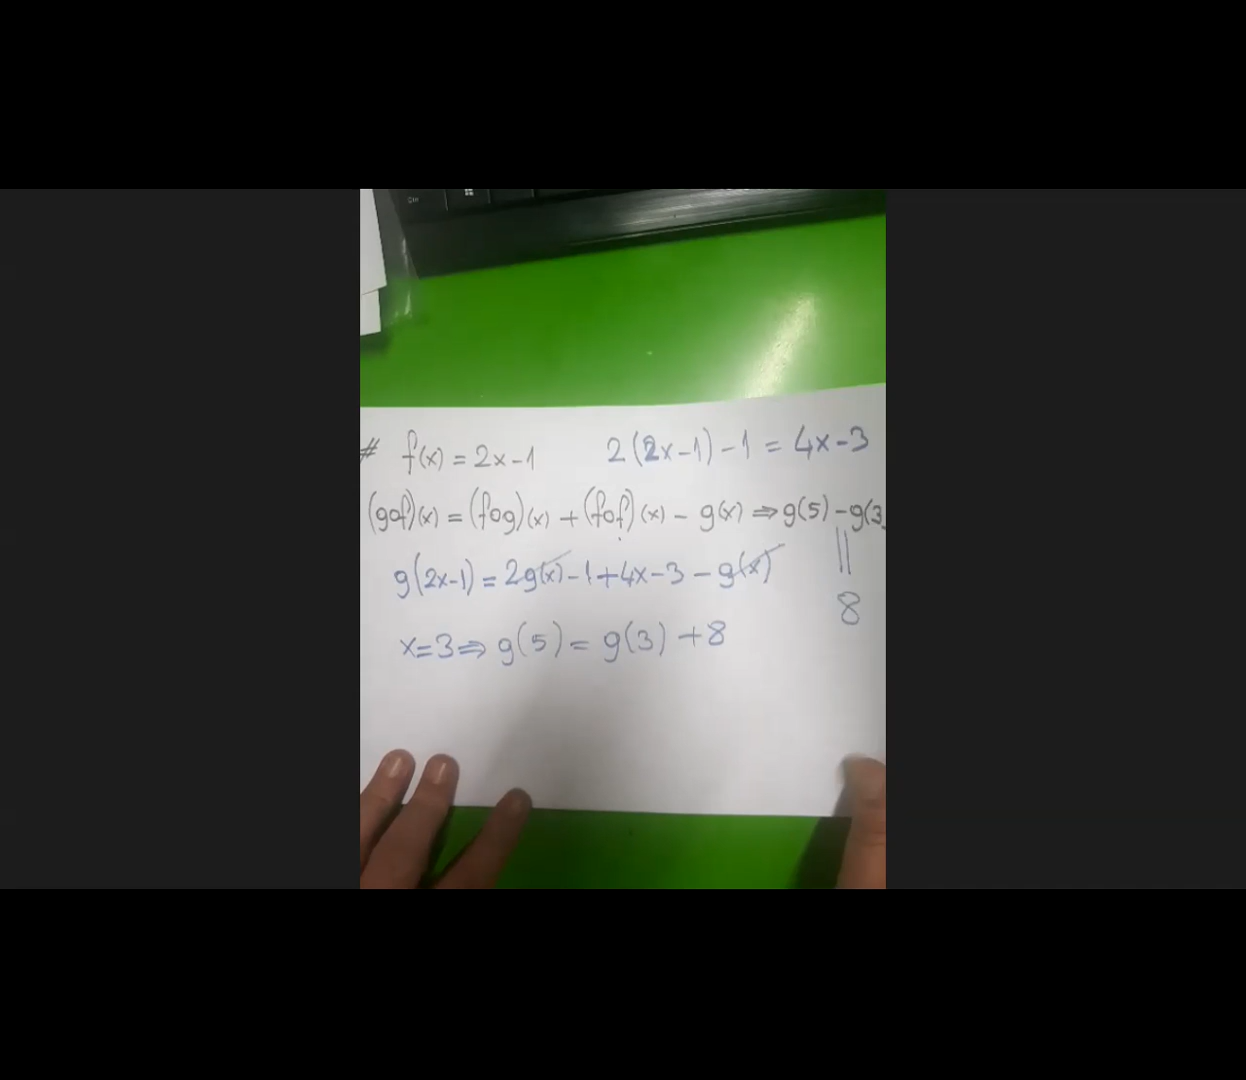 # f(x) = 2x-1 2(2x-1)-1 = 4x-3
(gof)(x) = (fog)(x) + (fof)(x) - g(x) ⇒ g(5) - g(3
g(2x-1) = 2g(x) - 1 + 4x - 3 - g(x) ||
8
x=3 ⇒ g(5) = g(3) + 8